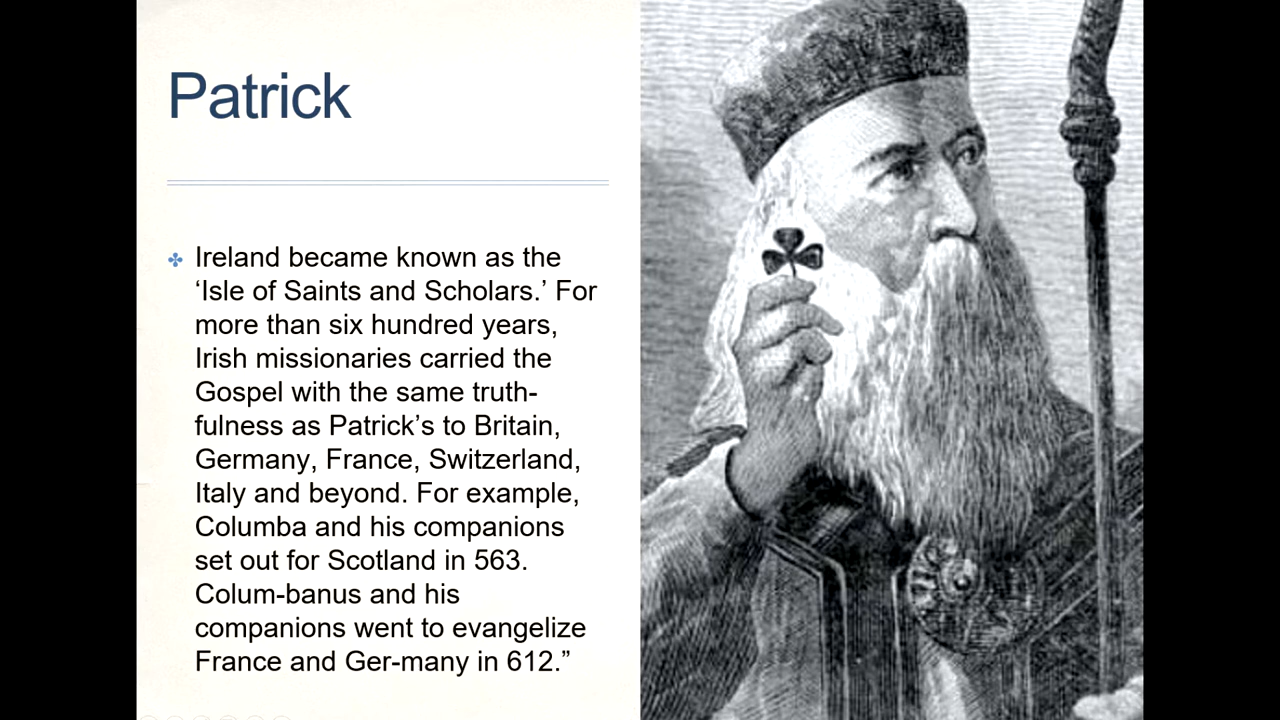 Patrick
Ireland became known as the
‘Isle of Saints and Scholars.’ For
more than six hundred years,
Irish missionaries carried the
Gospel with the same truth-
fulness as Patrick’s to Britain,
Germany, France, Switzerland,
Italy and beyond. For example,
Columba and his companions
set out for Scotland in 563.
Colum-banus and his
companions went to evangelize
France and Ger-many in 612.”